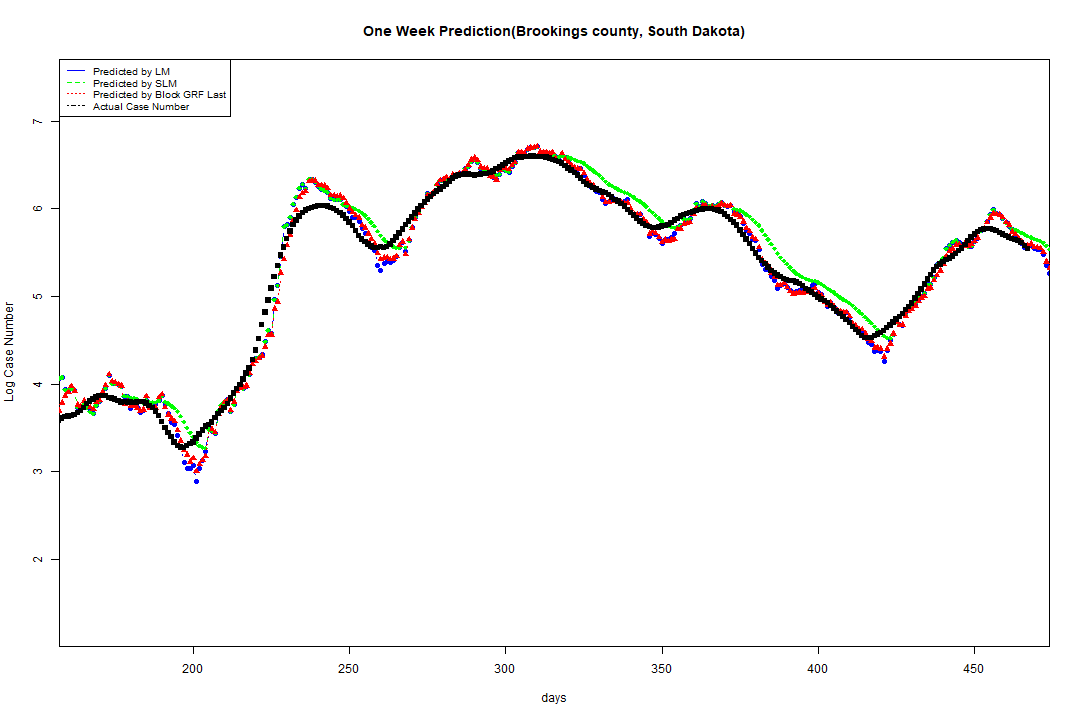 One Week Prediction(Brookings county, South Dakota)
Predicted by LM
Predicted by SLM
Predicted by Block GRF Last
Actual Case Number
7
6
5
4
3
2
Log Case Number
200 250 300 350 400 450
days